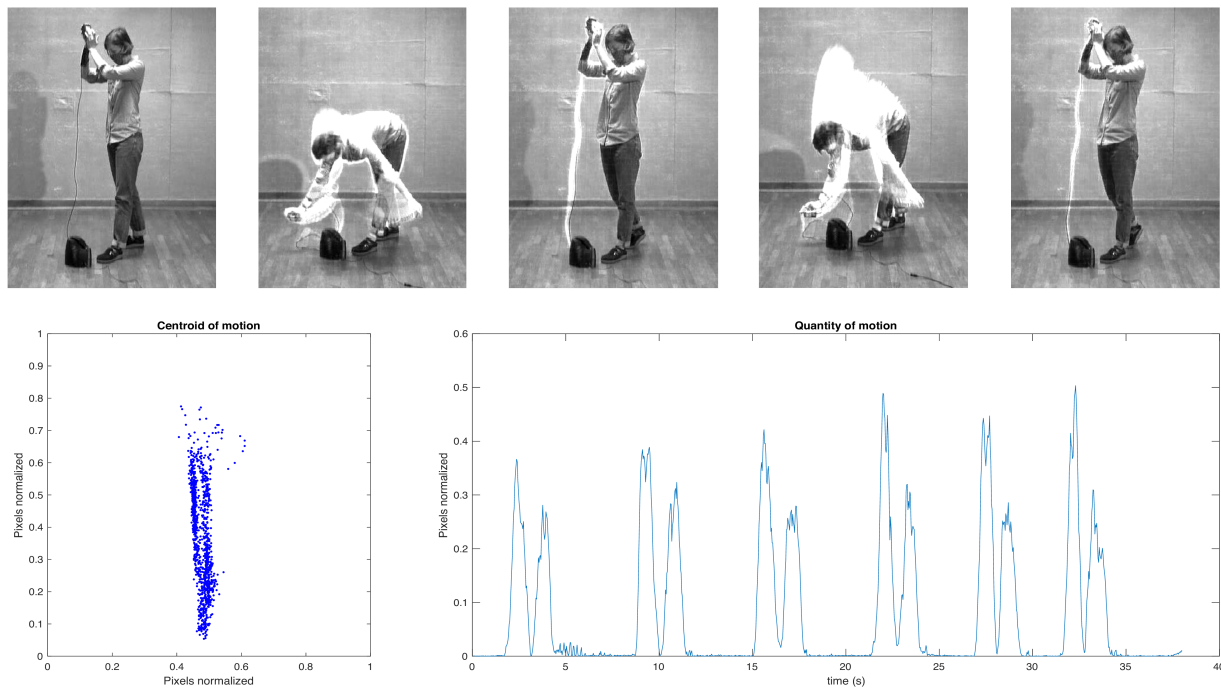 Centroid of motion
1
0.9
0.8
0.7
0.6
0.5
0.4
0.3
0.2
0.1
0
Pixels normalized
0 0.2 0.4 0.6 0.8 1
Pixels normalized
Quantity of motion
0.6
0.5
0.4
0.3
0.2
0.1
0
Pixels normalized
0 5 10 15 20 25 30 35 40
time (s)